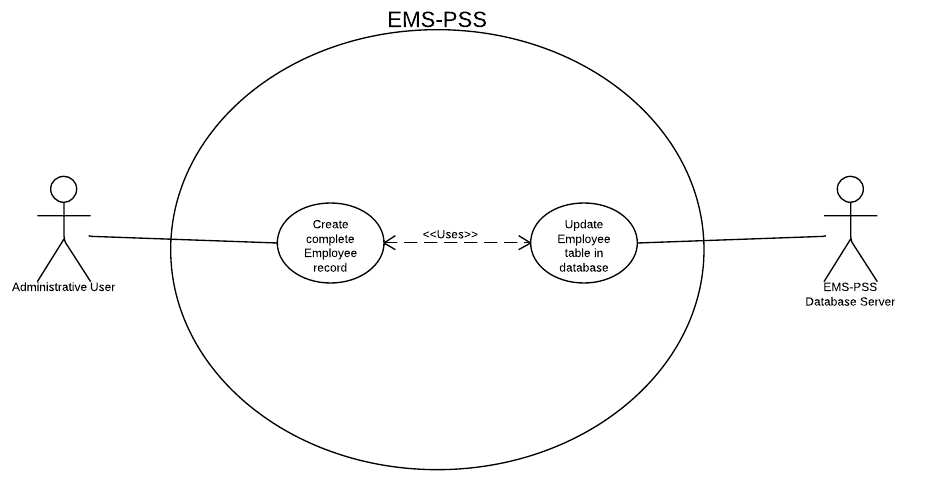 EMS-PSS
Create
complete
Employee
record
<<Uses>>
Update
Employee
table in
database
Administrative User
EMS-PSS
Database Server